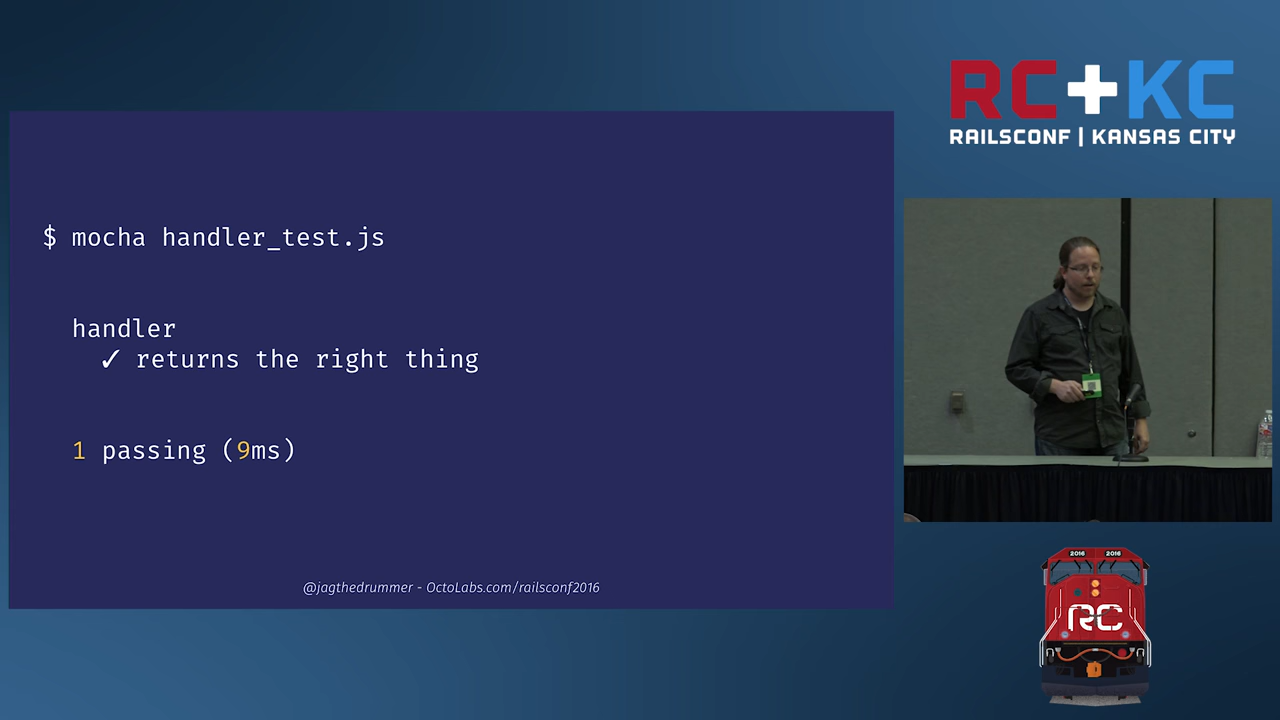 $ mocha handler_test.js
handler
✓ returns the right thing
1 passing (9ms)
@jagthedrummer - OctoLabs.com/railsconf2016
RC+KC
RAILSCONF | KANSAS CITY
2016 2016
RC